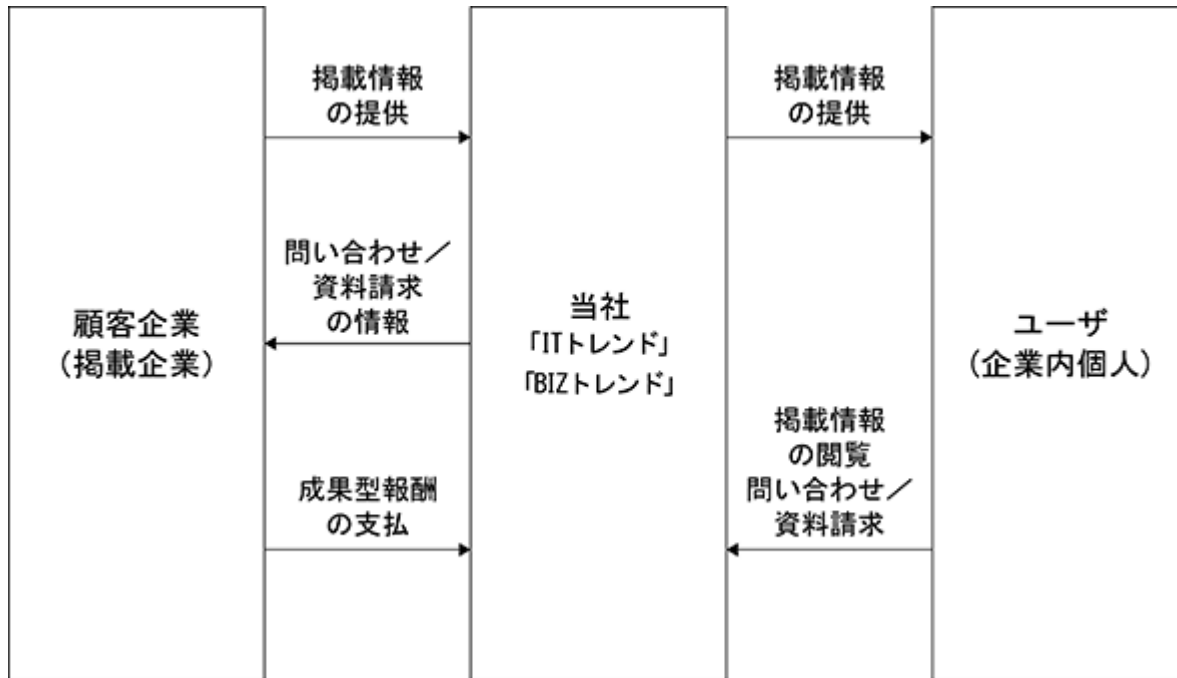 掲載情報
の提供
掲載情報
の提供
問い合わせ／
資料請求
の情報
顧客企業
（掲載企業）
当社
「ITトレンド」
「BIZトレンド」
ユーザ
（企業内個人）
掲載情報
の閲覧
問い合わせ／
資料請求
成果型報酬
の支払